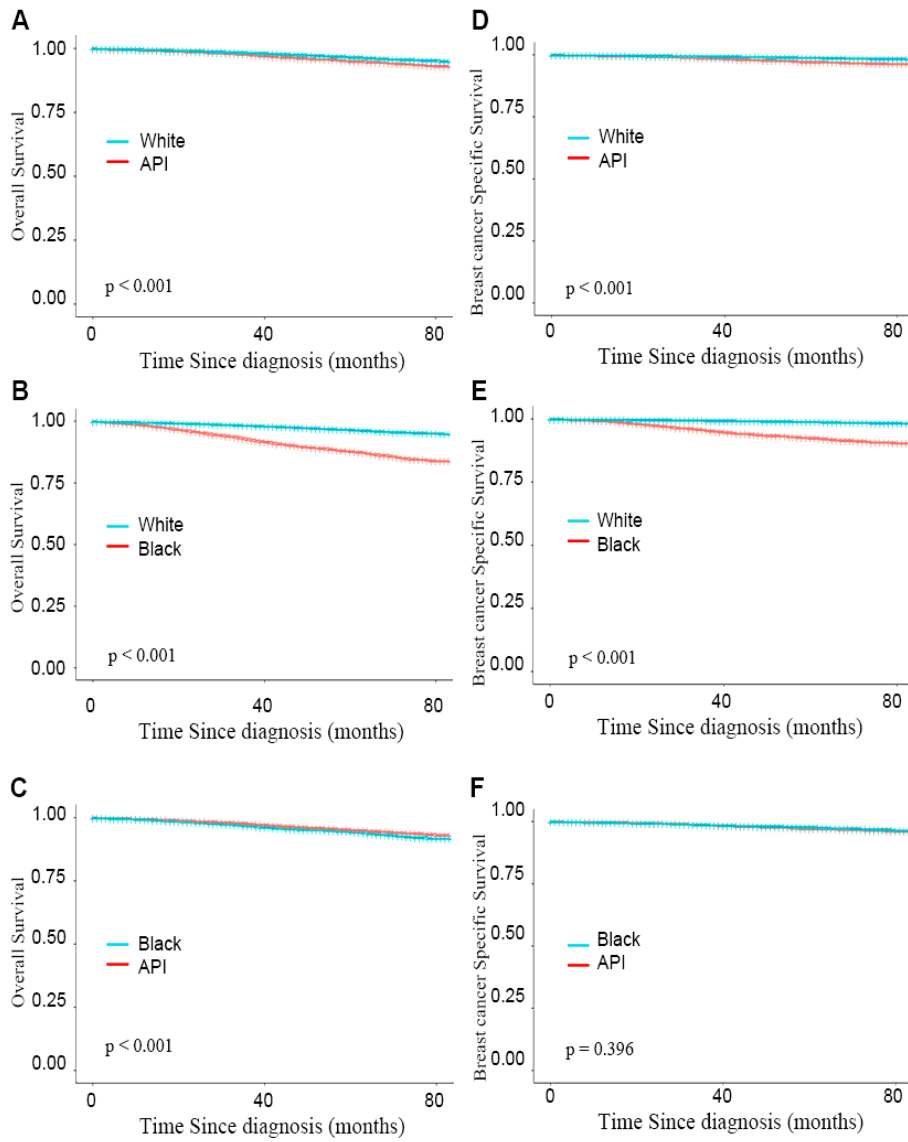 A
Overall Survival
1.00
0.75
0.50
0.25
0.00
White
API
p < 0.001
0 40 80
Time Since diagnosis (months)
D
Breast cancer Specific Survival
1.00
0.75
0.50
0.25
0.00
White
API
p < 0.001
0 40 80
Time Since diagnosis (months)
B
Overall Survival
1.00
0.75
0.50
0.25
0.00
White
Black
p < 0.001
0 40 80
Time Since diagnosis (months)
E
Breast cancer Specific Survival
1.00
0.75
0.50
0.25
0.00
White
Black
p < 0.001
0 40 80
Time Since diagnosis (months)
C
Overall Survival
1.00
0.75
0.50
0.25
0.00
Black
API
p < 0.001
0 40 80
Time Since diagnosis (months)
F
Breast cancer Specific Survival
1.00
0.75
0.50
0.25
0.00
Black
API
p = 0.396
0 40 80
Time Since diagnosis (months)